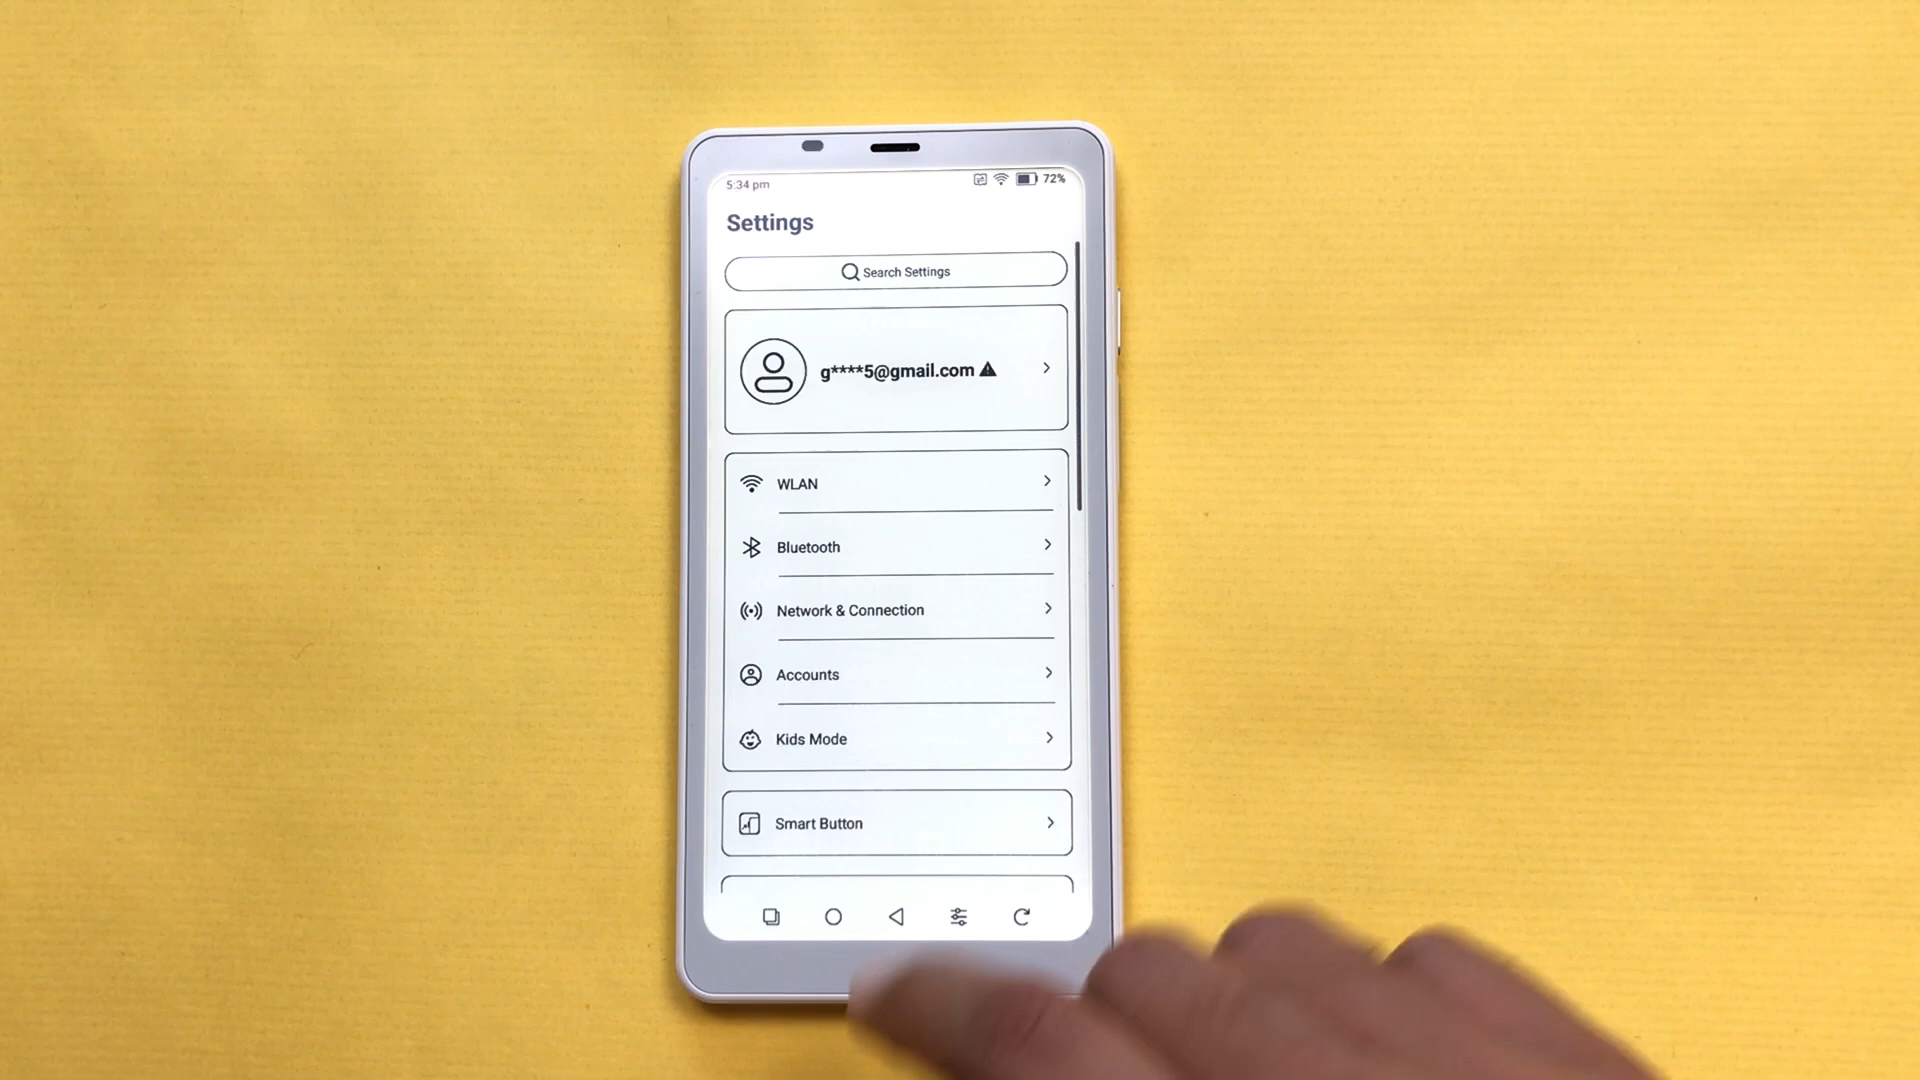 5:34 pm
72%
Settings
Search Settings
g****5@gmail.com
WLAN
Bluetooth
Network & Connection
Accounts
Kids Mode
Smart Button